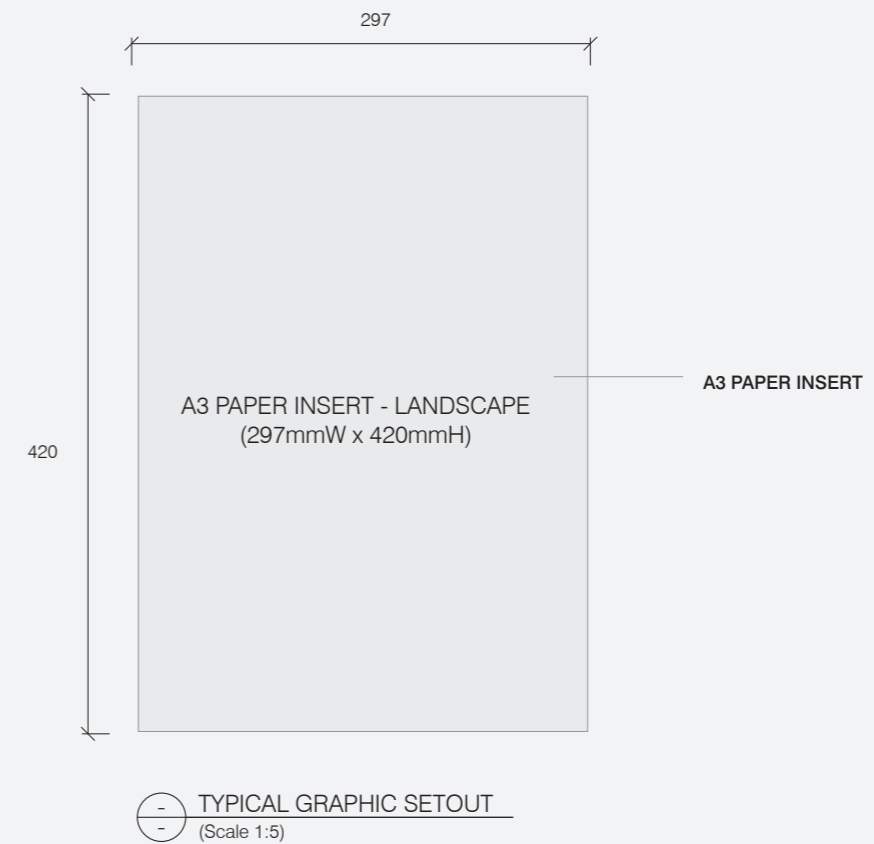 297
A3 PAPER INSERT
A3 PAPER INSERT - LANDSCAPE
(297mmW x 420mmH)
420
-
TYPICAL GRAPHIC SETOUT
-
(Scale 1:5)